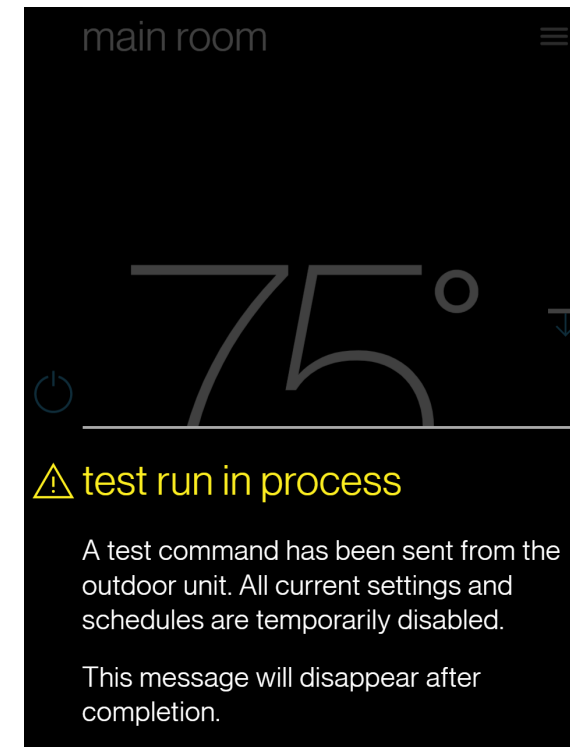 main room
75°
test run in process
A test command has been sent from the
outdoor unit. All current settings and
schedules are temporarily disabled.
This message will disappear after
completion.